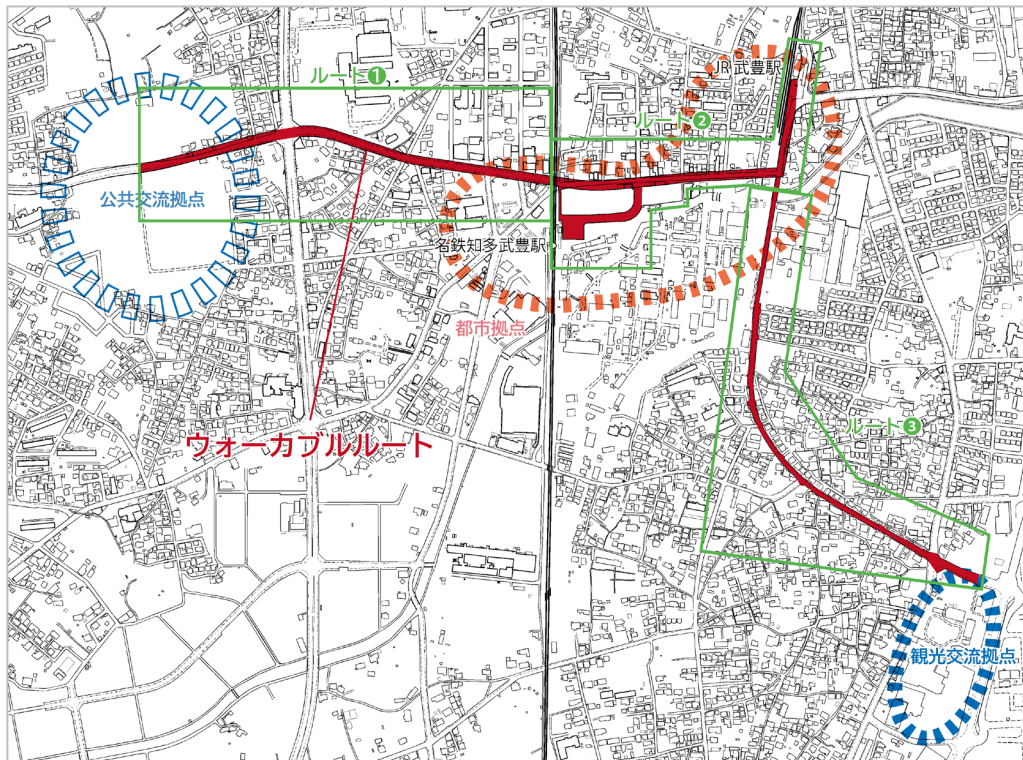 ルート❶
JR 武豊駅
ルート❷
公共交流拠点
名鉄知多武豊駅
都市拠点
ウォーカブルルート
ルート❸
観光交流拠点